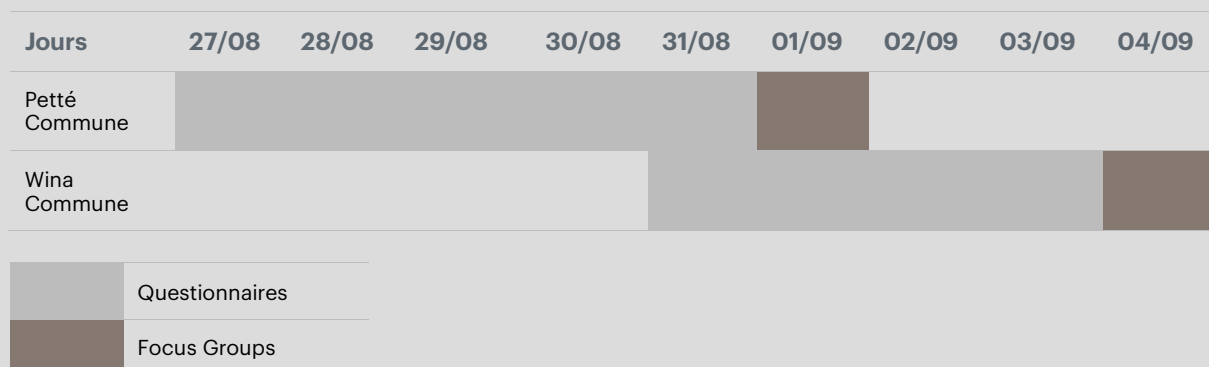 Jours 27/08 28/08 29/08 30/08 31/08 01/09 02/09 03/09 04/09
Petté
Commune
Wina
Commune
Questionnaires
Focus Groups